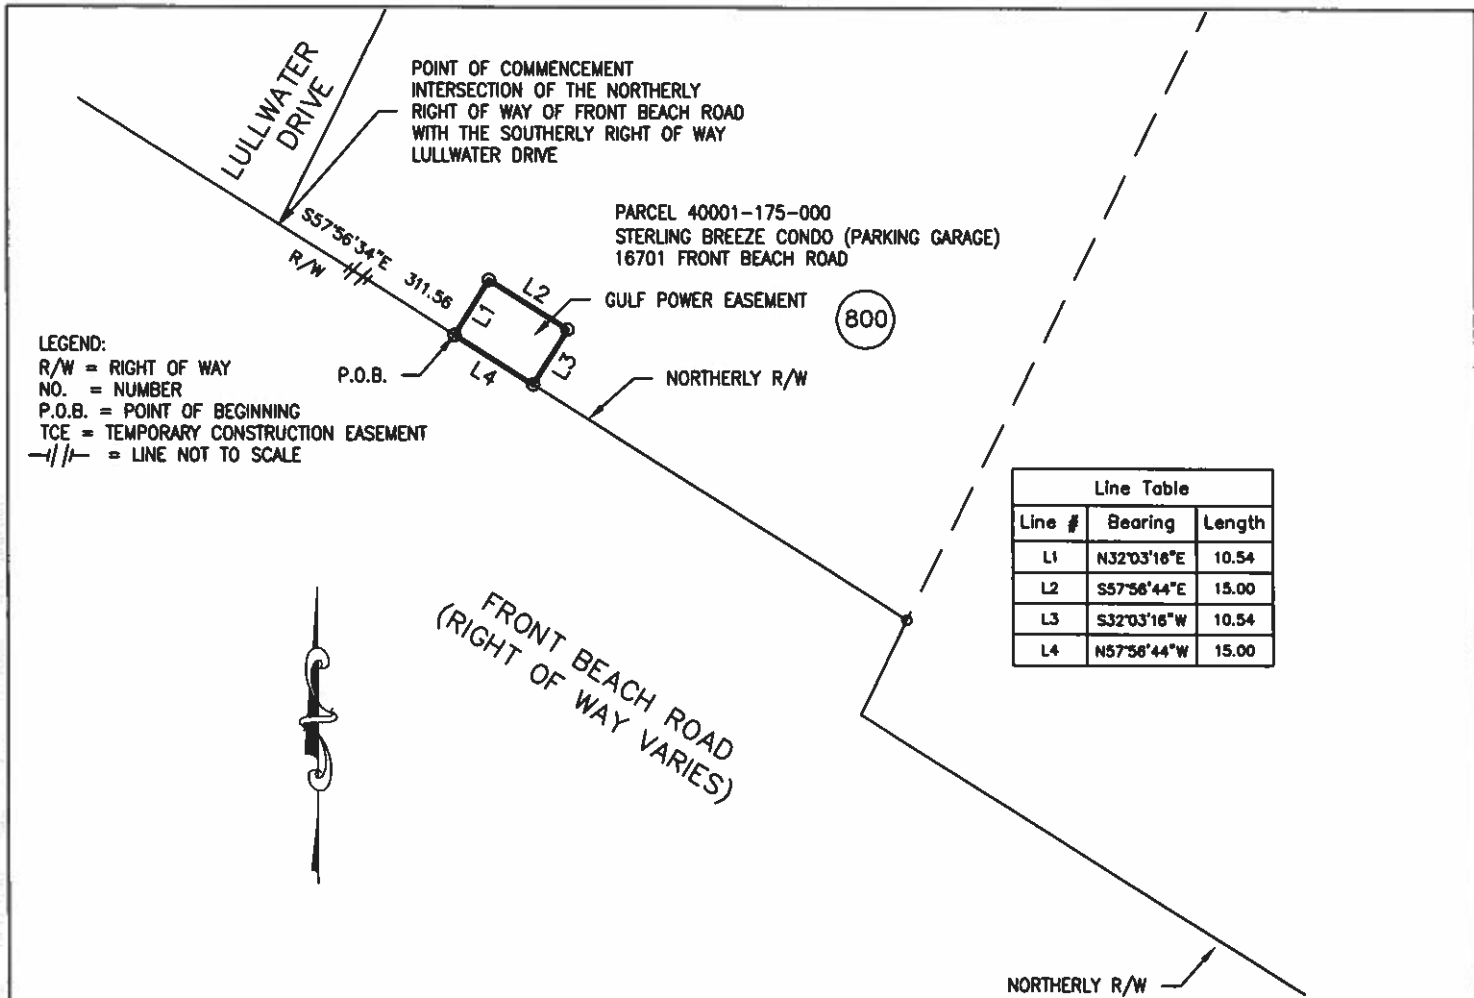 LULLWATER
DRIVE
POINT OF COMMENCEMENT
INTERSECTION OF THE NORTHERLY
RIGHT OF WAY OF FRONT BEACH ROAD
WITH THE SOUTHERLY RIGHT OF WAY
LULLWATER DRIVE
S57°56'34"E 311.56
R/W
PARCEL 40001-175-000
STERLING BREEZE CONDO (PARKING GARAGE)
16701 FRONT BEACH ROAD
GULF POWER EASEMENT
800
L1
L2
L3
L4
P.O.B.
NORTHERLY R/W
LEGEND:
R/W = RIGHT OF WAY
NO. = NUMBER
P.O.B. = POINT OF BEGINNING
TCE = TEMPORARY CONSTRUCTION EASEMENT
= LINE NOT TO SCALE
Line Table
Line # Bearing Length
L1 N32°03'16"E 10.54
L2 S57°56'44"E 15.00
L3 S32°03'16"W 10.54
L4 N57°56'44"W 15.00
FRONT BEACH ROAD
(RIGHT OF WAY VARIES)
NORTHERLY R/W